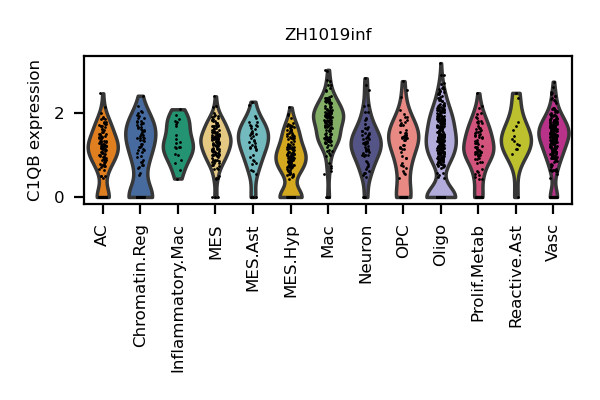 ZH1019inf
C1QB expression
2
0
AC
Chromatin.Reg
Inflammatory.Mac
MES
MES.Ast
MES.Hyp
Mac
Neuron
OPC
Oligo
Prolif.Metab
Reactive.Ast
Vasc